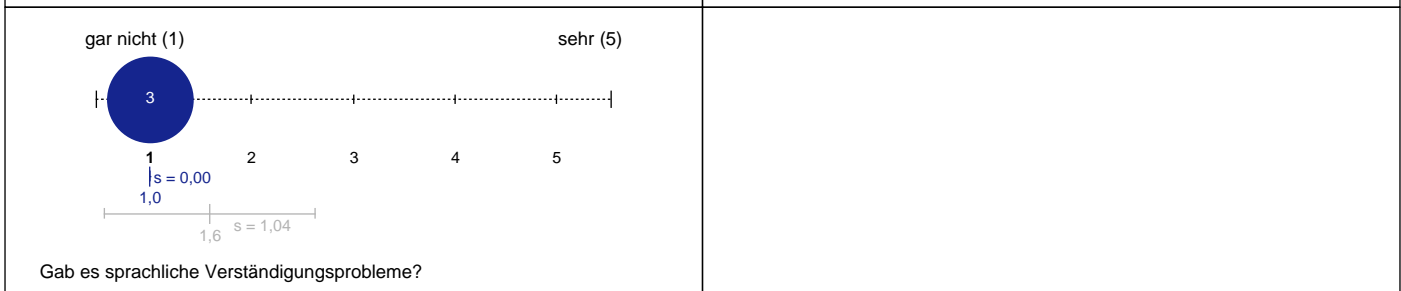 gar nicht (1) sehr (5)
3
1 2 3 4 5
s = 0,00
1,0
s = 1,04
1,6
Gab es sprachliche Verständigungsprobleme?